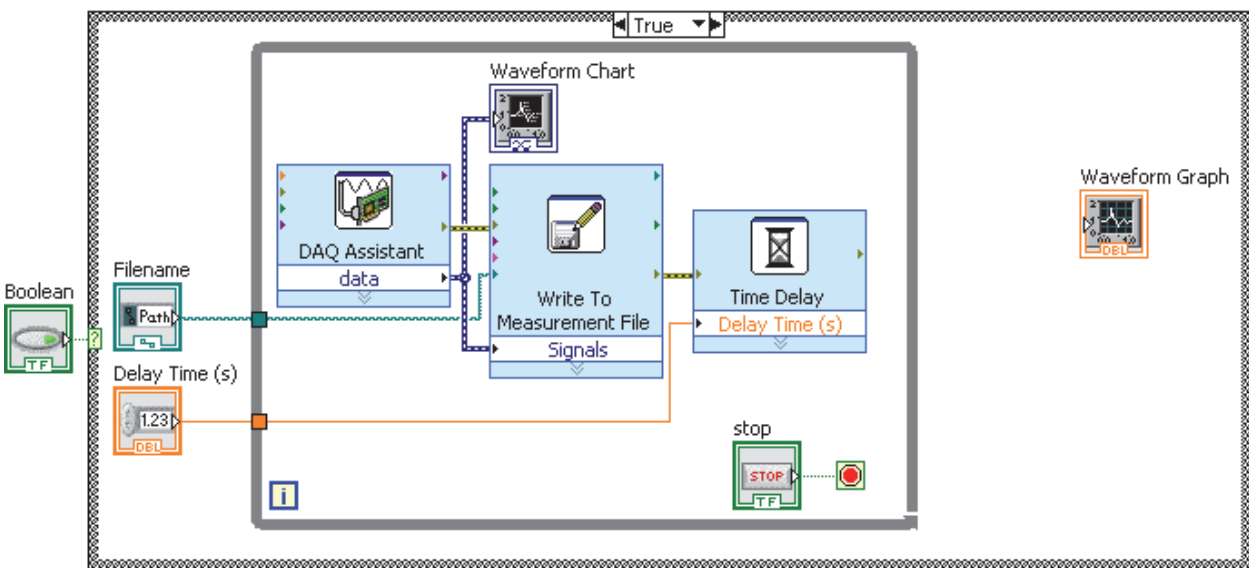 True
Waveform Chart
Waveform Graph
DBL
DAQ Assistant
data
Write To
Measurement File
Signals
Time Delay
Delay Time (s)
Filename
Path
Boolean
TF
?
Delay Time (s)
1.23
DBL
stop
STOP
TF
i